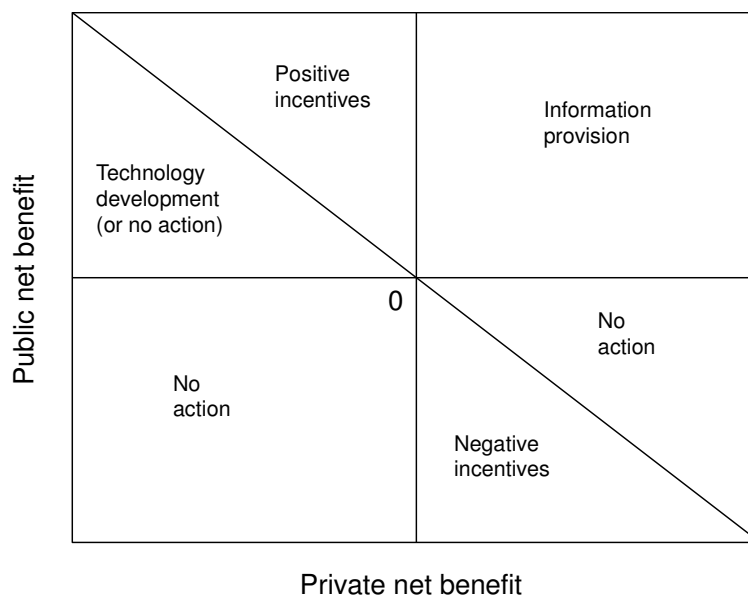 Positive
incentives
Information
provision
Technology
development
(or no action)
Public net benefit
0
No
action
No
action
Negative
incentives
Private net benefit